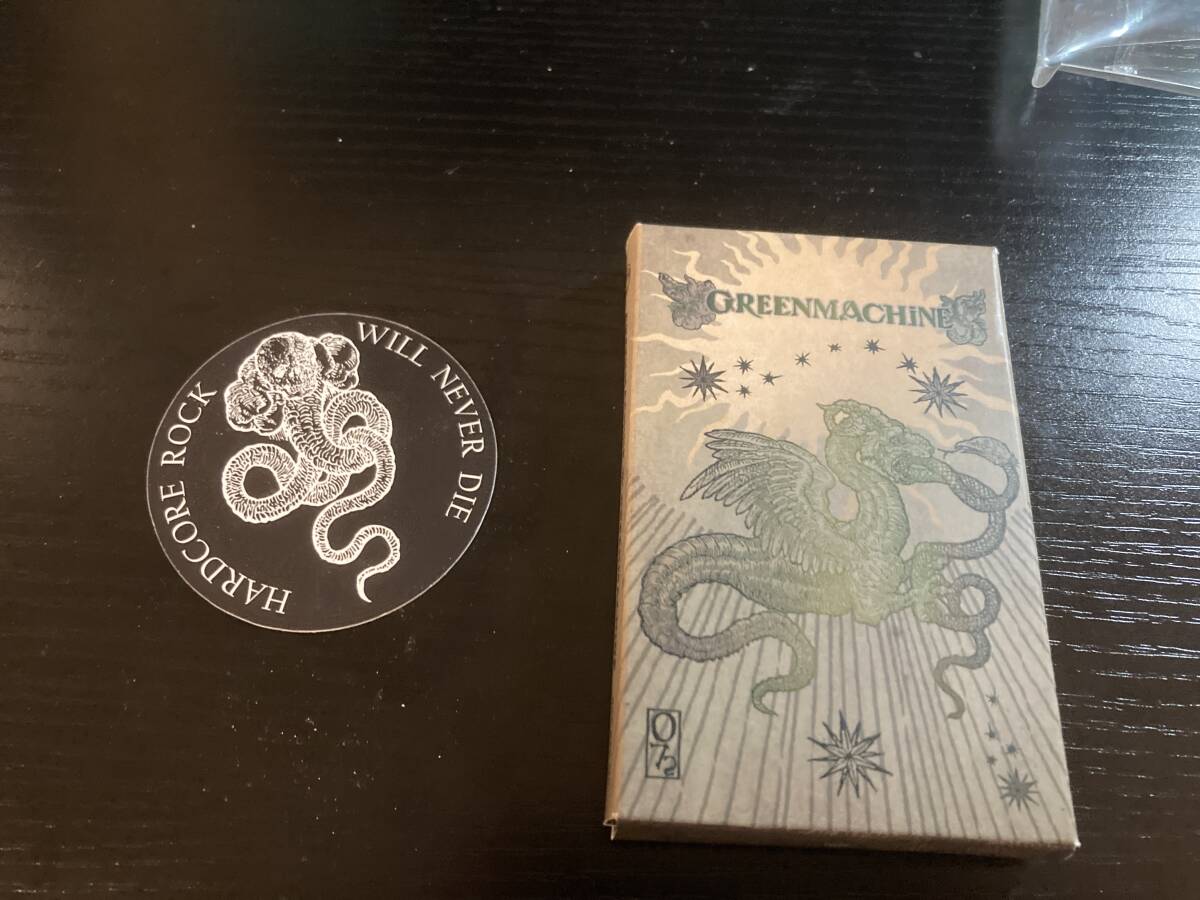 HARDCORE ROCK WILL NEVER DIE
GREENMACHiNE